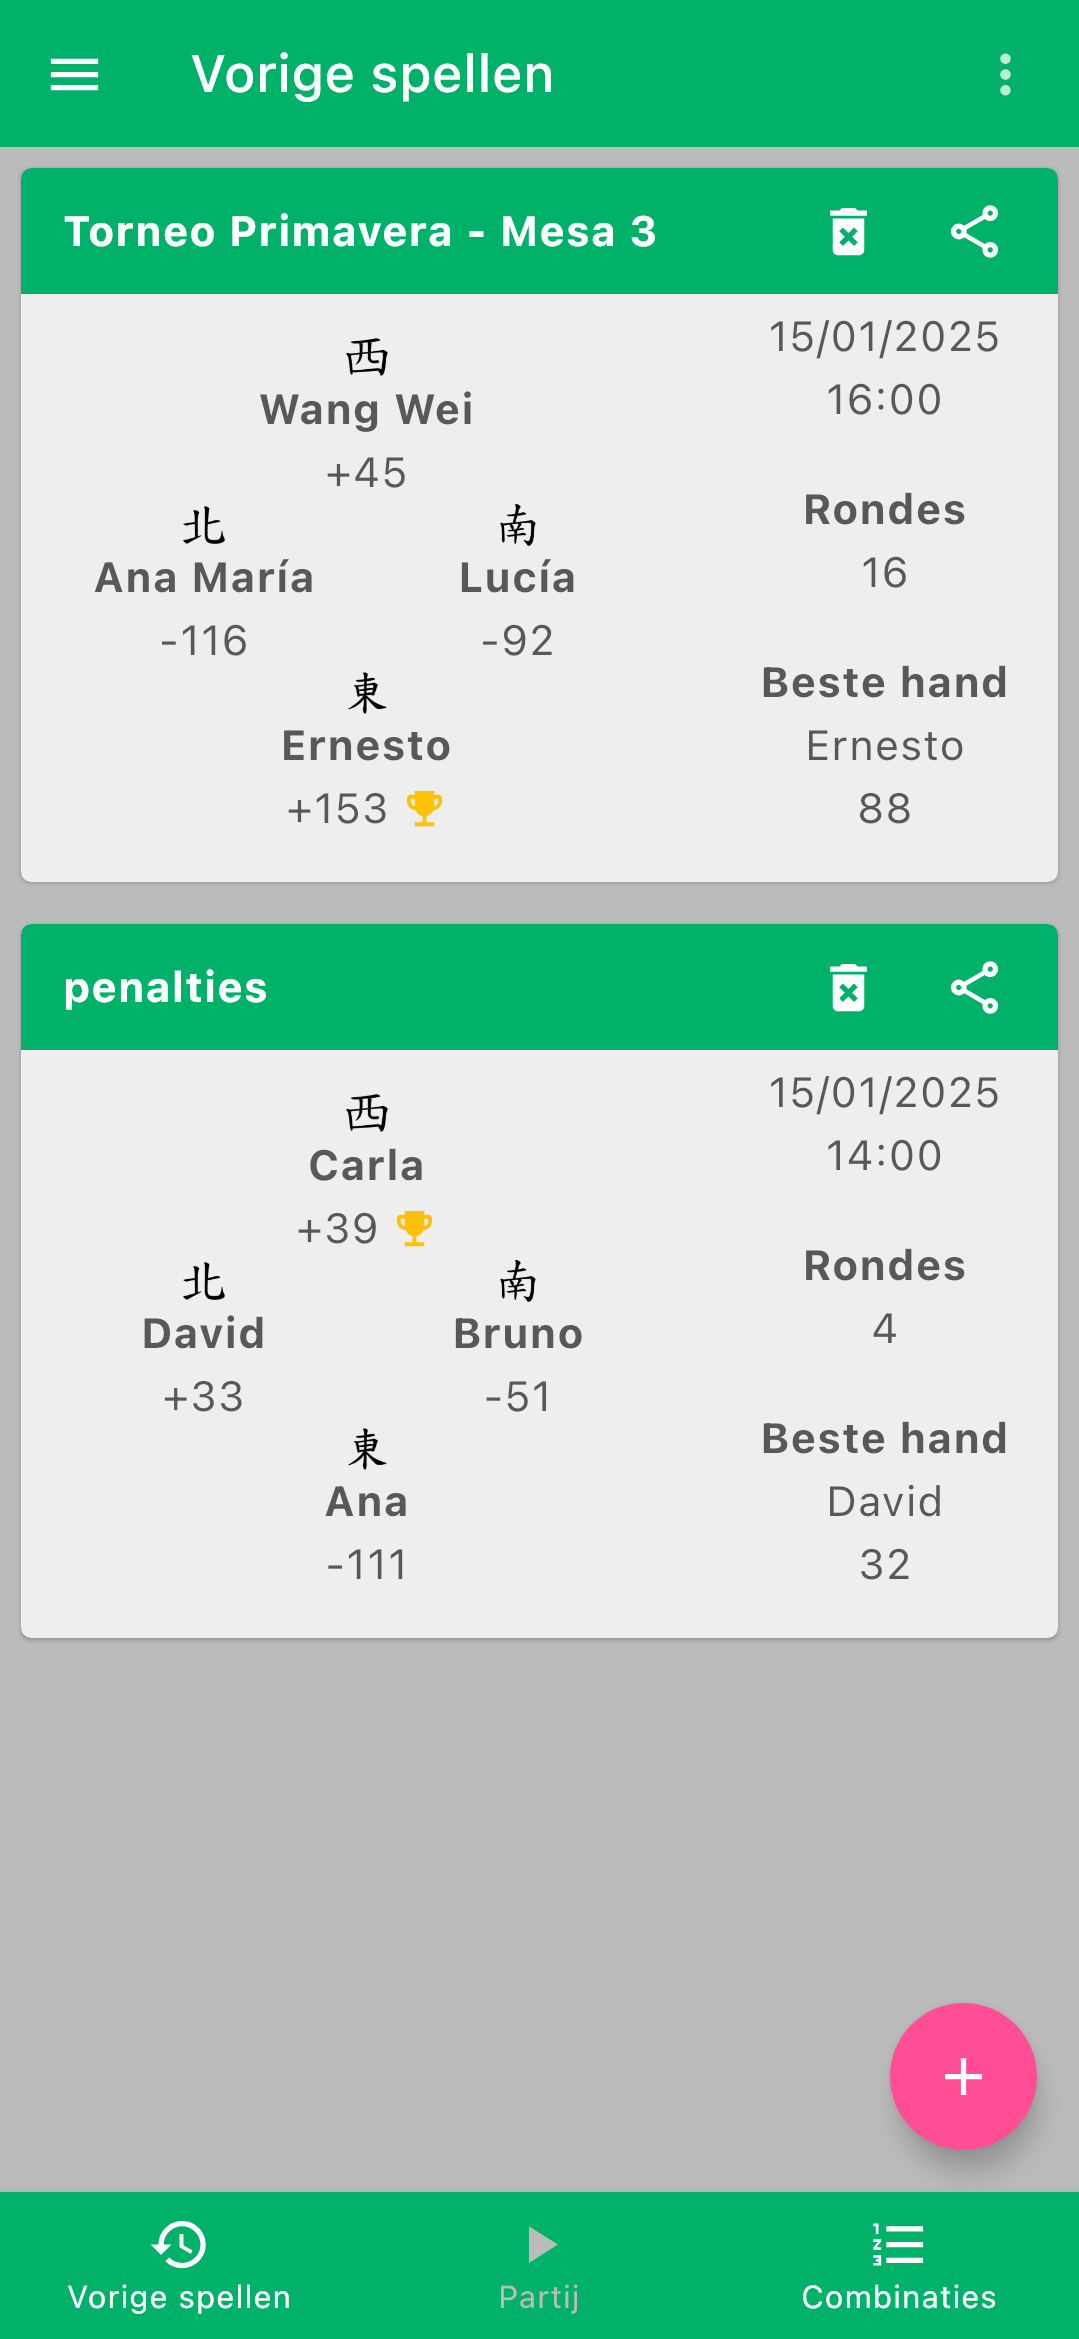 Vorige spellen
Torneo Primavera - Mesa 3
西
Wang Wei
+45
北
Ana María
-116
南
Lucía
-92
東
Ernesto
+153
15/01/2025
16:00
Rondes
16
Beste hand
Ernesto
88
penalties
西
Carla
+39
北
David
+33
南
Bruno
-51
東
Ana
-111
15/01/2025
14:00
Rondes
4
Beste hand
David
32
Vorige spellen
Partij
Combinaties